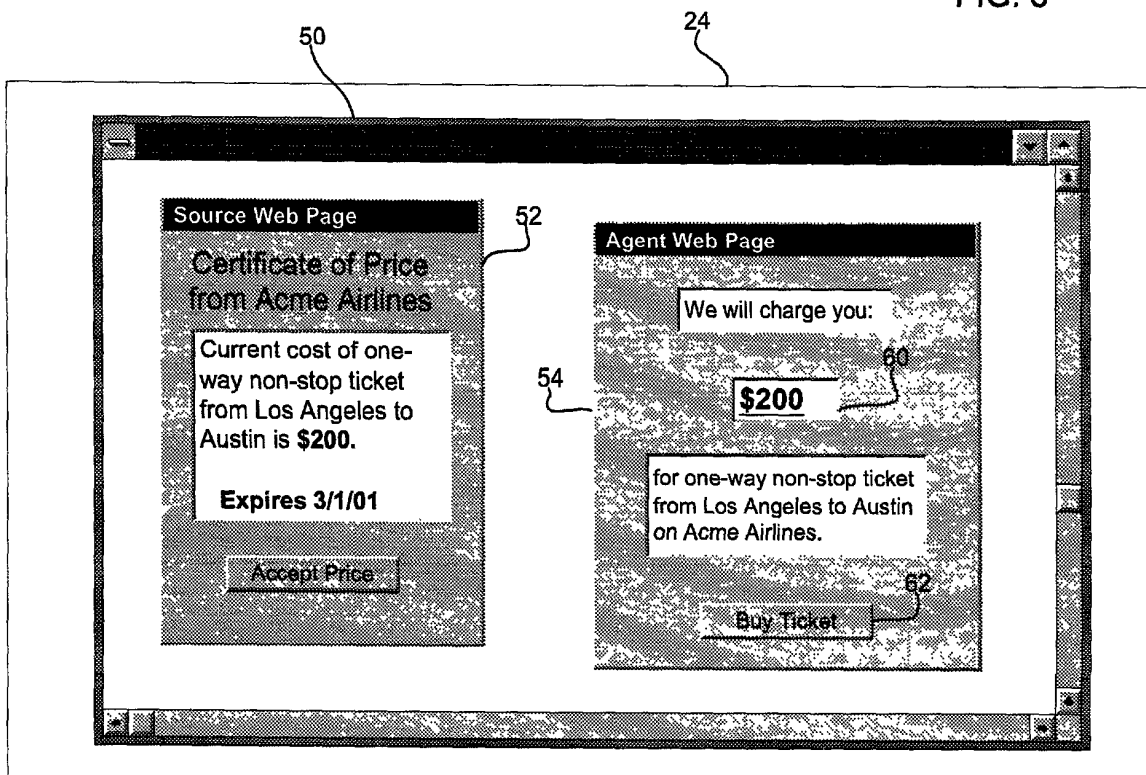 24
50
Source Web Page
52
Certificate of Price
from Acme Airlines
Current cost of one-
way non-stop ticket
from Los Angeles to
Austin is $200.
Expires 3/1/01
Accept Price
Agent Web Page
We will charge you:
54
60
$200
for one-way non-stop ticket
from Los Angeles to Austin
on Acme Airlines.
62
Buy Ticket